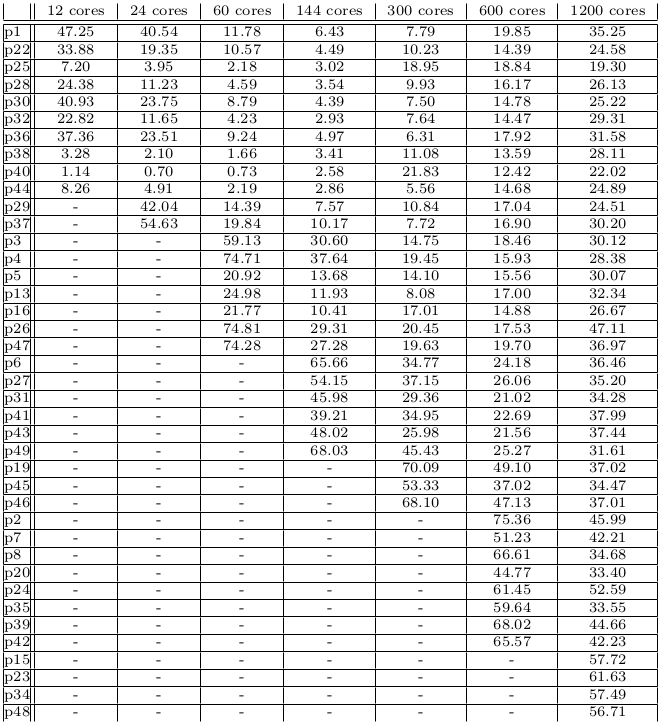 12 cores 24 cores 60 cores 144 cores 300 cores 600 cores 1200 cores
p1 47.25 40.54 11.78 6.43 7.79 19.85 35.25
p22 33.88 19.35 10.57 4.49 10.23 14.39 24.58
p25 7.20 3.95 2.18 3.02 18.95 18.84 19.30
p28 24.38 11.23 4.59 3.54 9.93 16.17 26.13
p30 40.93 23.75 8.79 4.39 7.50 14.78 25.22
p32 22.82 11.65 4.23 2.93 7.64 14.47 29.31
p36 37.36 23.51 9.24 4.97 6.31 17.92 31.58
p38 3.28 2.10 1.66 3.41 11.08 13.59 28.11
p40 1.14 0.70 0.73 2.58 21.83 12.42 22.02
p44 8.26 4.91 2.19 2.86 5.56 14.68 24.89
p29 - 42.04 14.39 7.57 10.84 17.04 24.51
p37 - 54.63 19.84 10.17 7.72 16.90 30.20
p3 - - 59.13 30.60 14.75 18.46 30.12
p4 - - 74.71 37.64 19.45 15.93 28.38
p5 - - 20.92 13.68 14.10 15.56 30.07
p13 - - 24.98 11.93 8.08 17.00 32.34
p16 - - 21.77 10.41 17.01 14.88 26.67
p26 - - 74.81 29.31 20.45 17.53 47.11
p47 - - 74.28 27.28 19.63 19.70 36.97
p6 - - - 65.66 34.77 24.18 36.46
p27 - - - 54.15 37.15 26.06 35.20
p31 - - - 45.98 29.36 21.02 34.28
p41 - - - 39.21 34.95 22.69 37.99
p43 - - - 48.02 25.98 21.56 37.44
p49 - - - 68.03 45.43 25.27 31.61
p19 - - - - 70.09 49.10 37.02
p45 - - - - 53.33 37.02 34.47
p46 - - - - 68.10 47.13 37.01
p2 - - - - - 75.36 45.99
p7 - - - - - 51.23 42.21
p8 - - - - - 66.61 34.68
p20 - - - - - 44.77 33.40
p24 - - - - - 61.45 52.59
p35 - - - - - 59.64 33.55
p39 - - - - - 68.02 44.66
p42 - - - - - 65.57 42.23
p15 - - - - - - 57.72
p23 - - - - - - 61.63
p34 - - - - - - 57.49
p48 - - - - - - 56.71